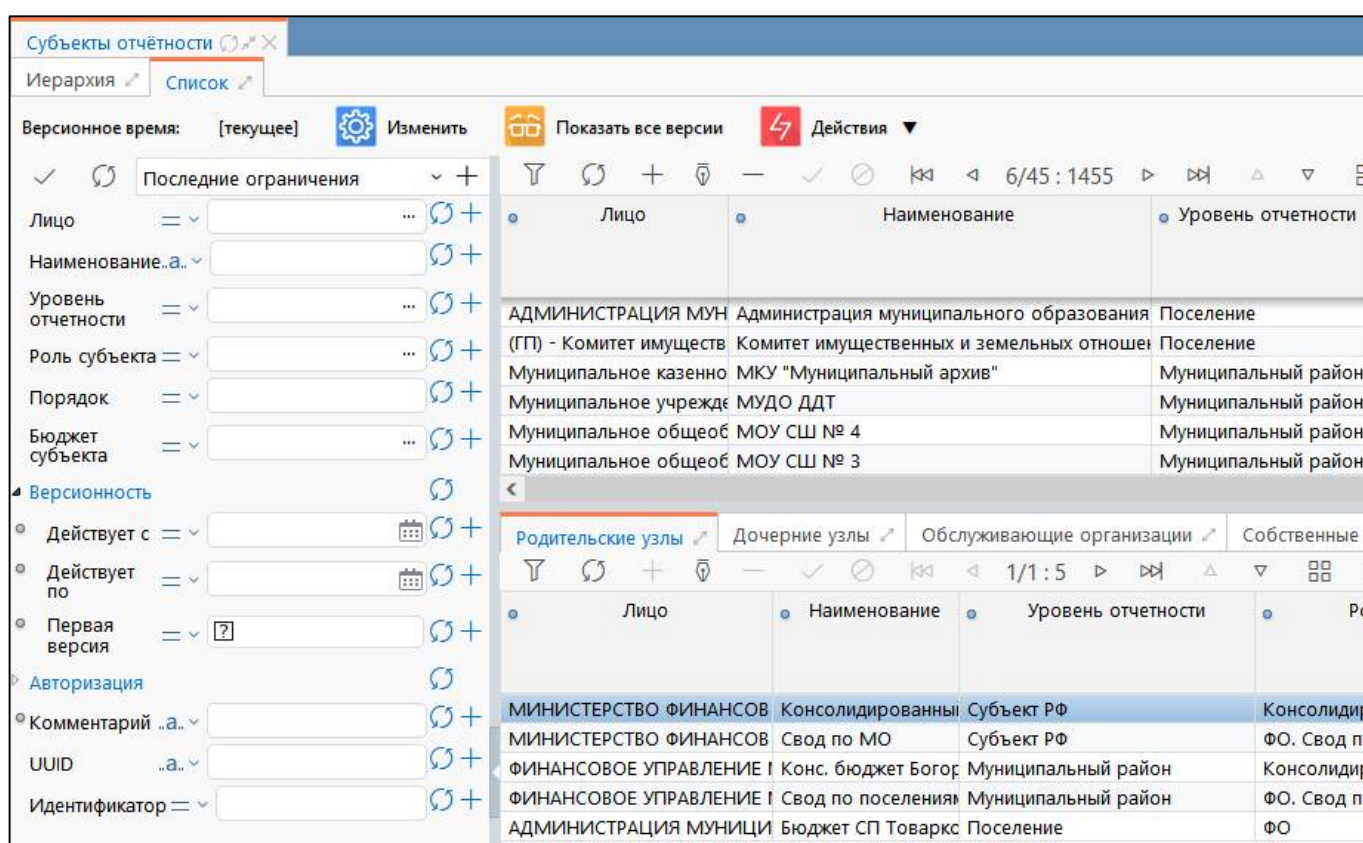 Субъекты отчётности
Иерархия Список
Версионное время: [текущее] Изменить Показать все версии Действия
Последние ограничения
6/45 : 1455
Лицо
Наименование ..a..
Уровень отчетности
Роль субъекта
Порядок
Бюджет субъекта
Версионность
Действует с
Действует по
Первая версия ?
Авторизация
Комментарий ..a..
UUID ..a..
Идентификатор
Лицо Наименование Уровень отчетности
АДМИНИСТРАЦИЯ МУН Администрация муниципального образования Поселение
(ГП) - Комитет имуществ Комитет имущественных и земельных отношен Поселение
Муниципальное казенно МКУ "Муниципальный архив" Муниципальный район
Муниципальное учрежде МУДО ДДТ Муниципальный район
Муниципальное общеоб МОУ СШ № 4 Муниципальный район
Муниципальное общеоб МОУ СШ № 3 Муниципальный район
Родительские узлы Дочерние узлы Обслуживающие организации Собственные
1/1 : 5
Лицо Наименование Уровень отчетности Ро
МИНИСТЕРСТВО ФИНАНСОВ Консолидированный Субъект РФ Консолидир
МИНИСТЕРСТВО ФИНАНСОВ Свод по МО Субъект РФ ФО. Свод п
ФИНАНСОВОЕ УПРАВЛЕНИЕ Конс. бюджет Богор Муниципальный район Консолидир
ФИНАНСОВОЕ УПРАВЛЕНИЕ Свод по поселениям Муниципальный район ФО. Свод п
АДМИНИСТРАЦИЯ МУНИЦИ Бюджет СП Товарко Поселение ФО